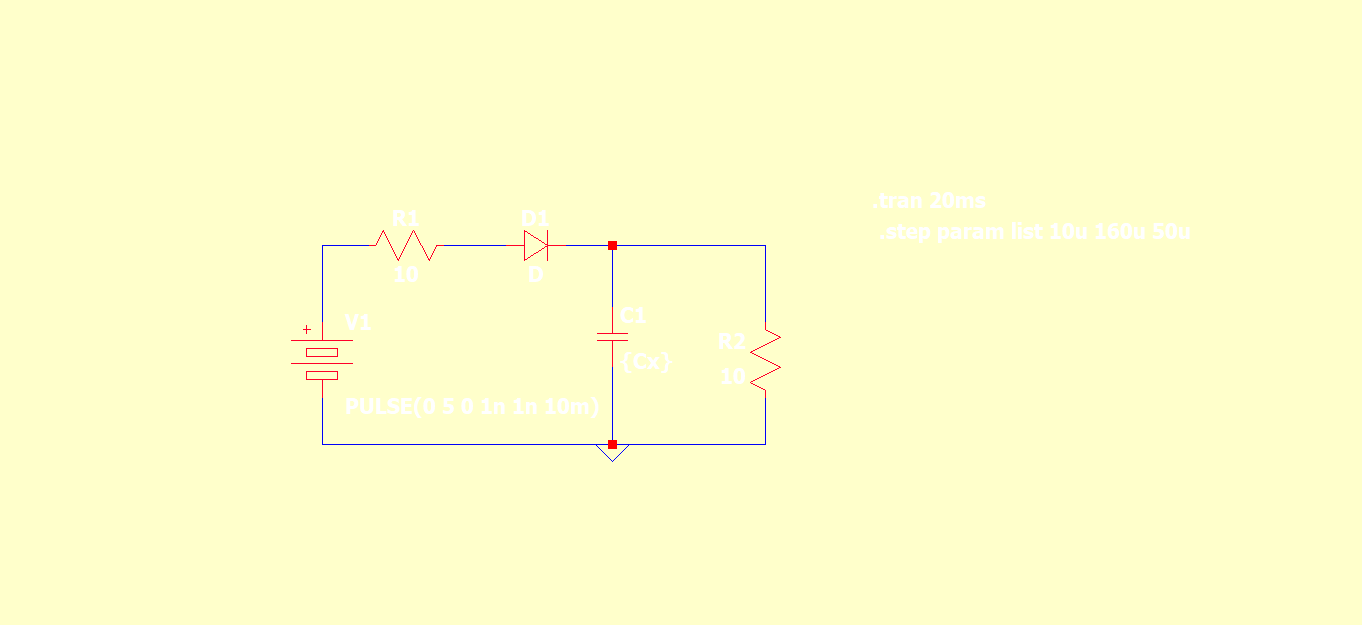 .tran 20ms
.step param list 10u 160u 50u
R1
10
D1
D
V1
PULSE(0 5 0 1n 1n 10m)
C1
{Cx}
R2
10